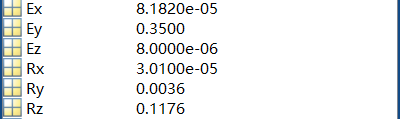 Ex 8.1820e-05
Ey 0.3500
Ez 8.0000e-06
Rx 3.0100e-05
Ry 0.0036
Rz 0.1176